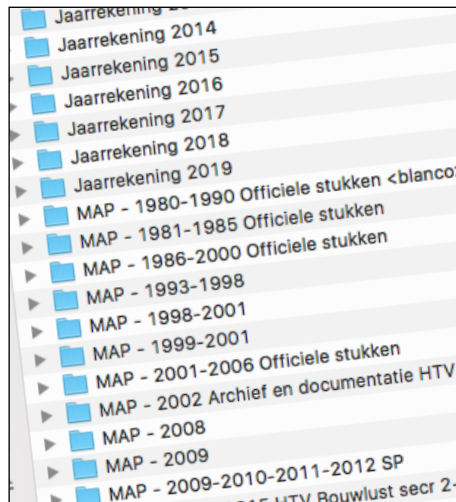 Jaarrekening
Jaarrekening 2014
Jaarrekening 2015
Jaarrekening 2016
Jaarrekening 2017
Jaarrekening 2018
Jaarrekening 2019
MAP - 1980-1990 Officiele stukken <blanco>
MAP - 1981-1985 Officiele stukken
MAP - 1986-2000 Officiele stukken
MAP - 1993-1998
MAP - 1998-2001
MAP - 1999-2001
MAP - 2001-2006 Officiele stukken
MAP - 2002 Archief en documentatie HTV
MAP - 2008
MAP - 2009
MAP - 2009-2010-2011-2012 SP
HTV Bouwlust secr 2-